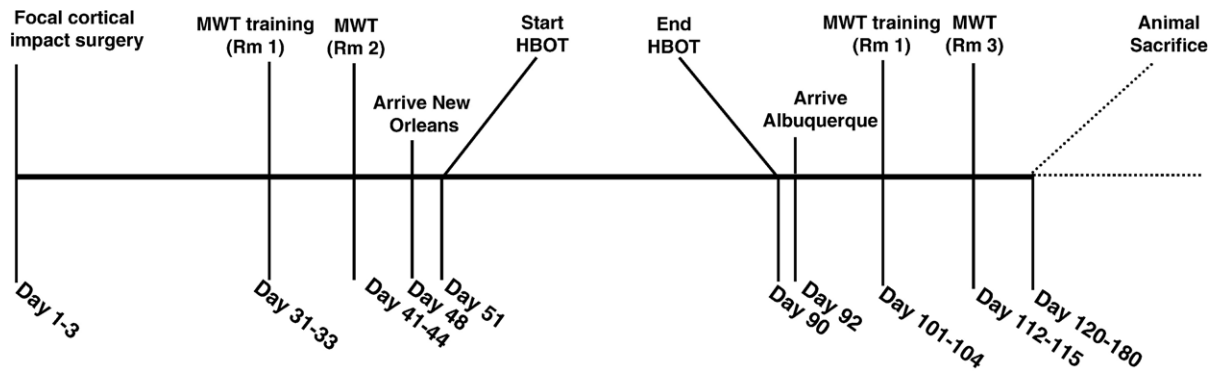 Focal cortical
impact surgery
MWT training
(Rm 1)
MWT
(Rm 2)
Arrive New
Orleans
Start
HBOT
End
HBOT
Arrive
Albuquerque
MWT training
(Rm 1)
MWT
(Rm 3)
Animal
Sacrifice
Day 1-3
Day 31-33
Day 41-44
Day 48
Day 51
Day 90
Day 92
Day 101-104
Day 112-115
Day 120-180